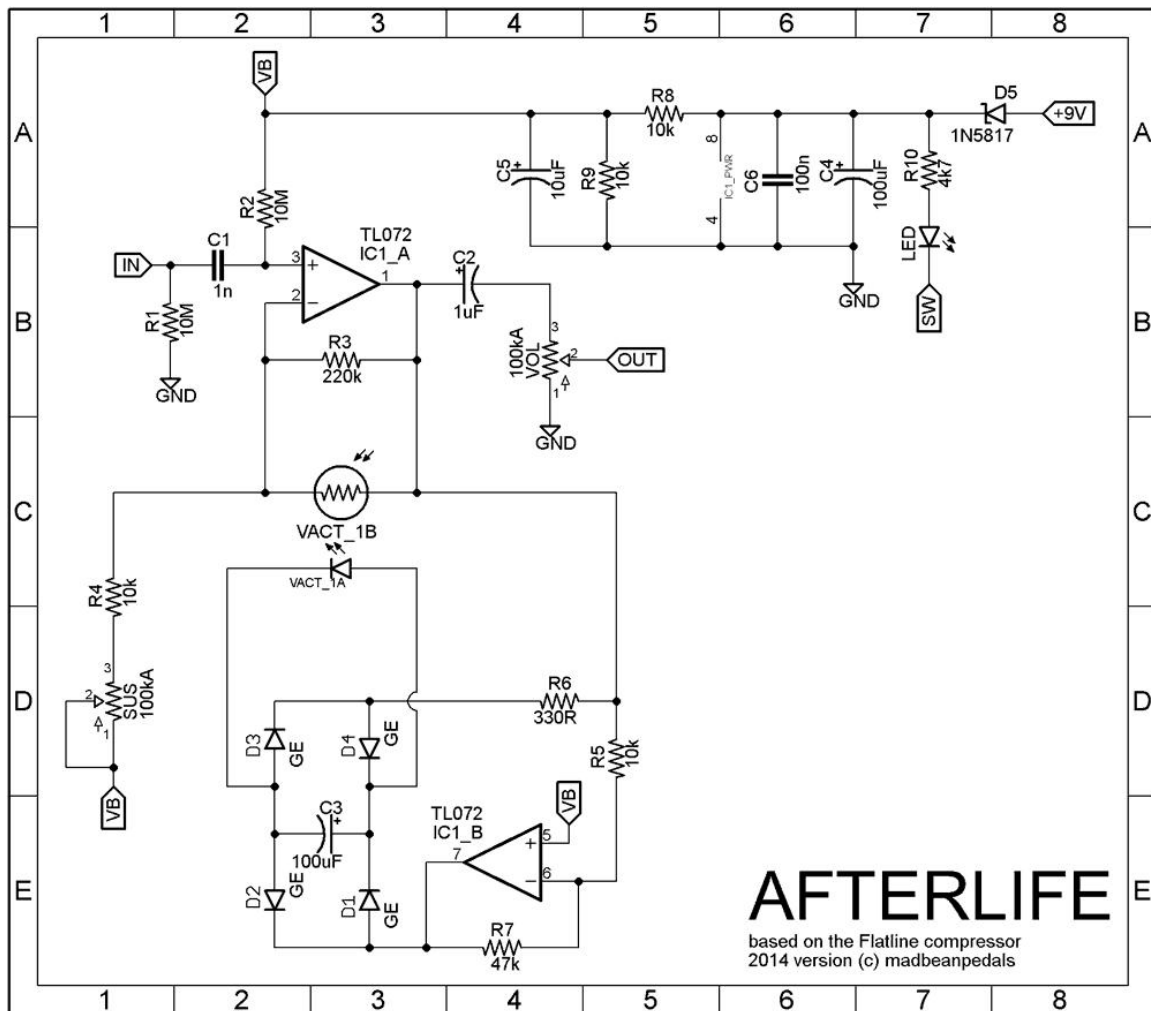 1 2 3 4 5 6 7 8
A
B
C
D
E
A
B
C
D
E
VB
R2
10M
C1
1n
IN
R1
10M
GND
3
2
1
+
−
TL072
IC1_A
R3
220k
C2
+
1uF
100kA
VOL
3
2
1
OUT
GND
C5
+
10uF
R9
10k
R8
10k
8
IC1_PWR
4
C6
100n
C4
+
100uF
GND
R10
4k7
LED
SW
D5
1N5817
+9V
VACT_1B
VACT_1A
R4
10k
3
2
1
SUS
100kA
VB
D3
GE
D4
GE
R6
330R
R5
10k
C3
+
100uF
D2
GE
D1
GE
TL072
IC1_B
7
5
6
+
−
VB
R7
47k
AFTERLIFE
based on the Flatline compressor
2014 version (c) madbeanpedals
1 2 3 4 5 6 7 8